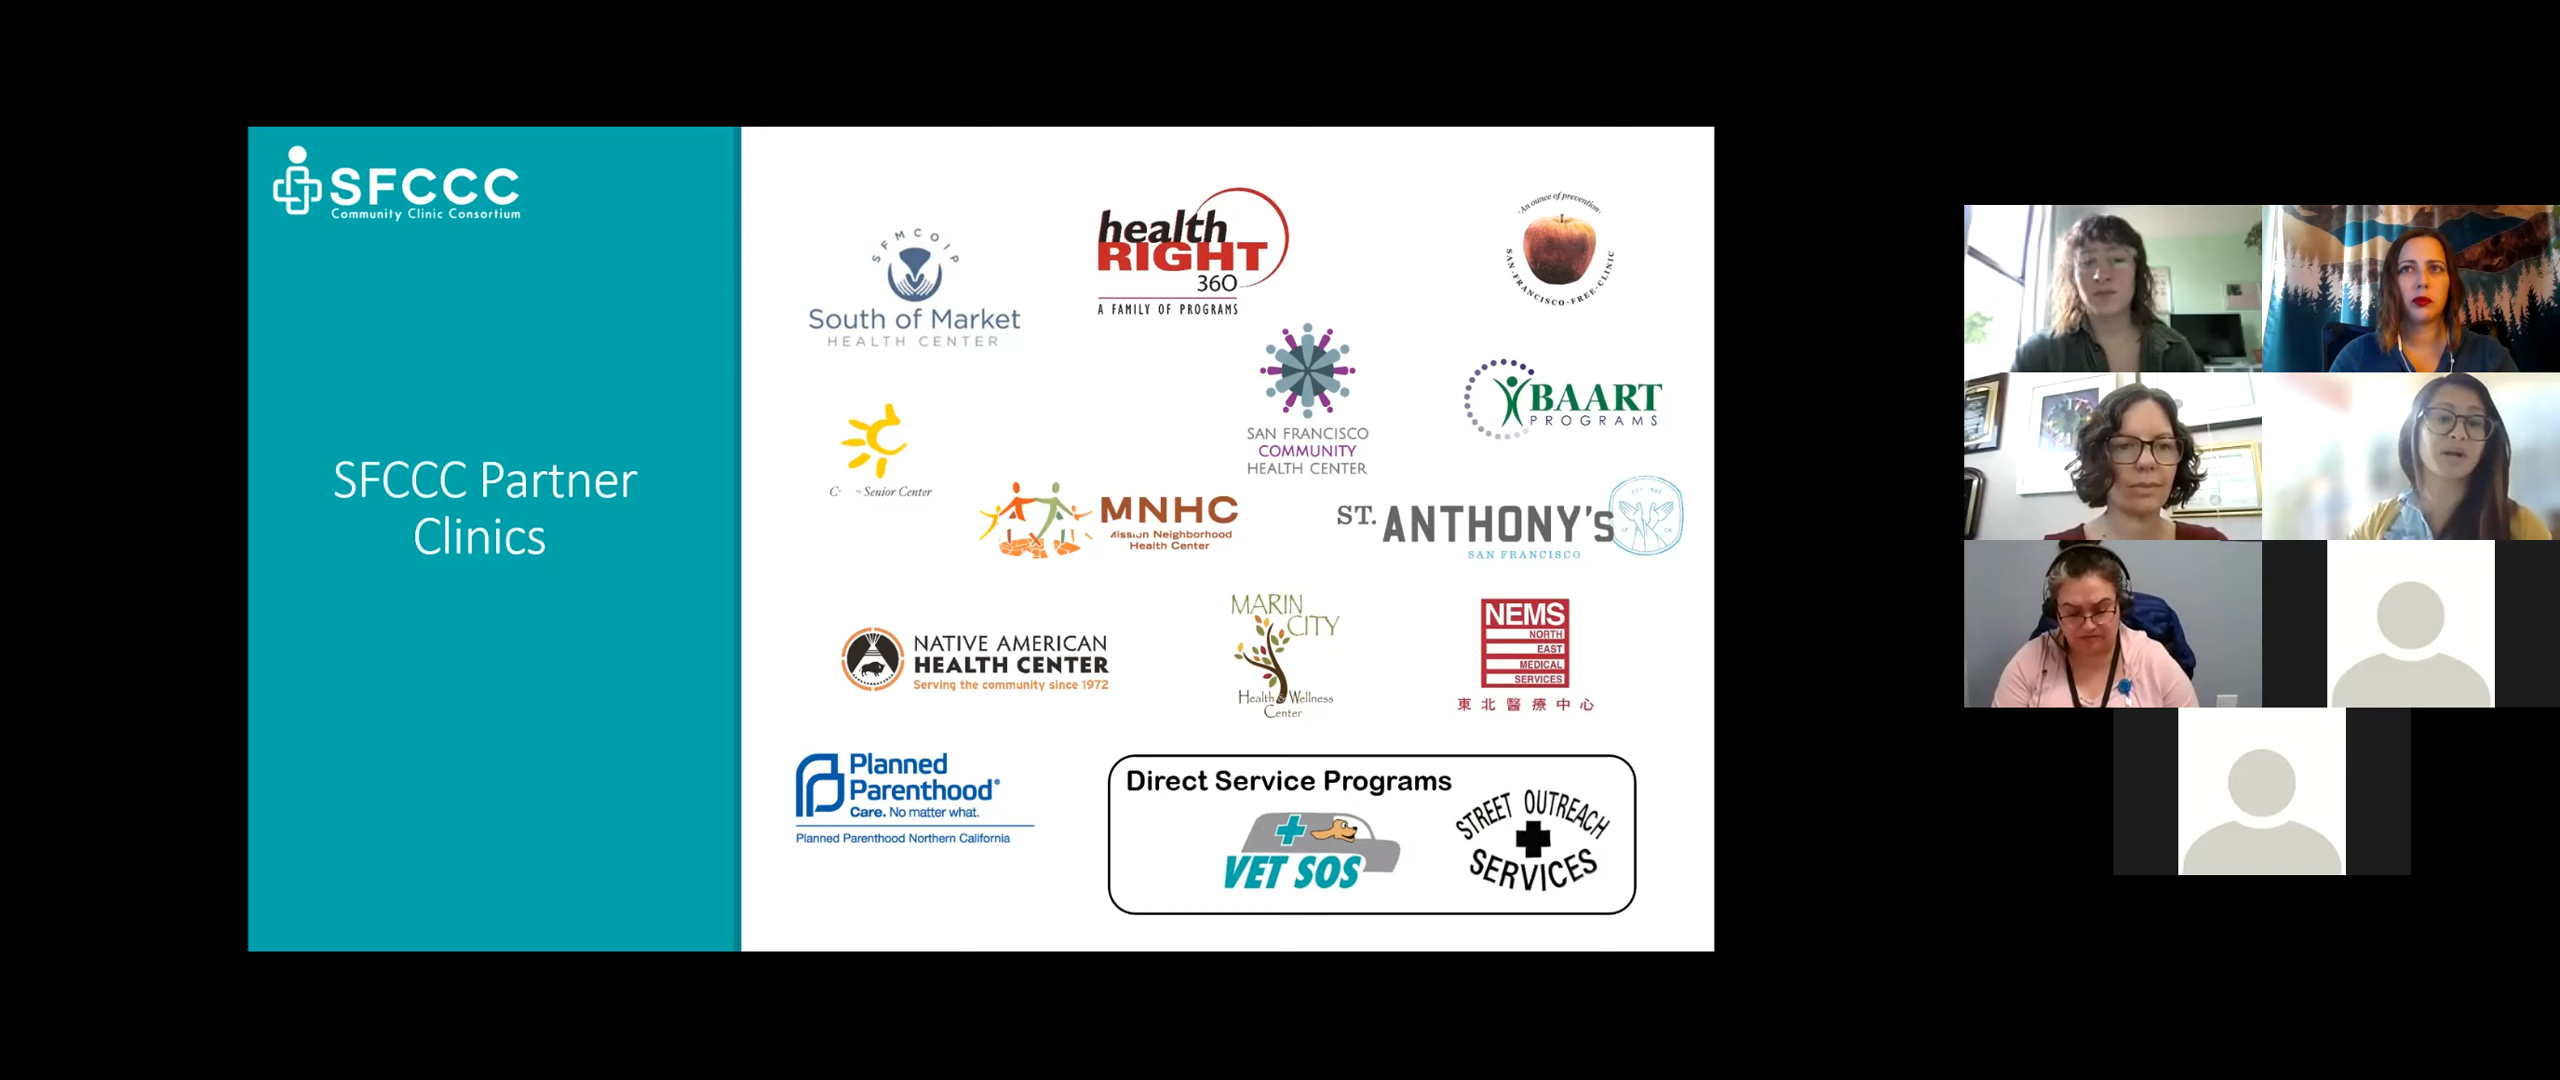 SFCCC
Community Clinic Consortium
SFCCC Partner
Clinics
SFMCOIP
South of Market
HEALTH CENTER
health
RIGHT
360
A FAMILY OF PROGRAMS
·An ounce of prevention·
SAN·FRANCISCO·FREE·CLINIC
SAN FRANCISCO
COMMUNITY
HEALTH CENTER
BAART
PROGRAMS
Senior Center
MNHC
Mission Neighborhood
Health Center
ST. ANTHONY'S
SAN FRANCISCO
NATIVE AMERICAN
HEALTH CENTER
Serving the community since 1972
MARIN
CITY
Health & Wellness
Center
NEMS
NORTH
EAST
MEDICAL
SERVICES
東北醫療中心
Planned
Parenthood®
Care. No matter what.
Planned Parenthood Northern California
Direct Service Programs
VET SOS
STREET OUTREACH
SERVICES